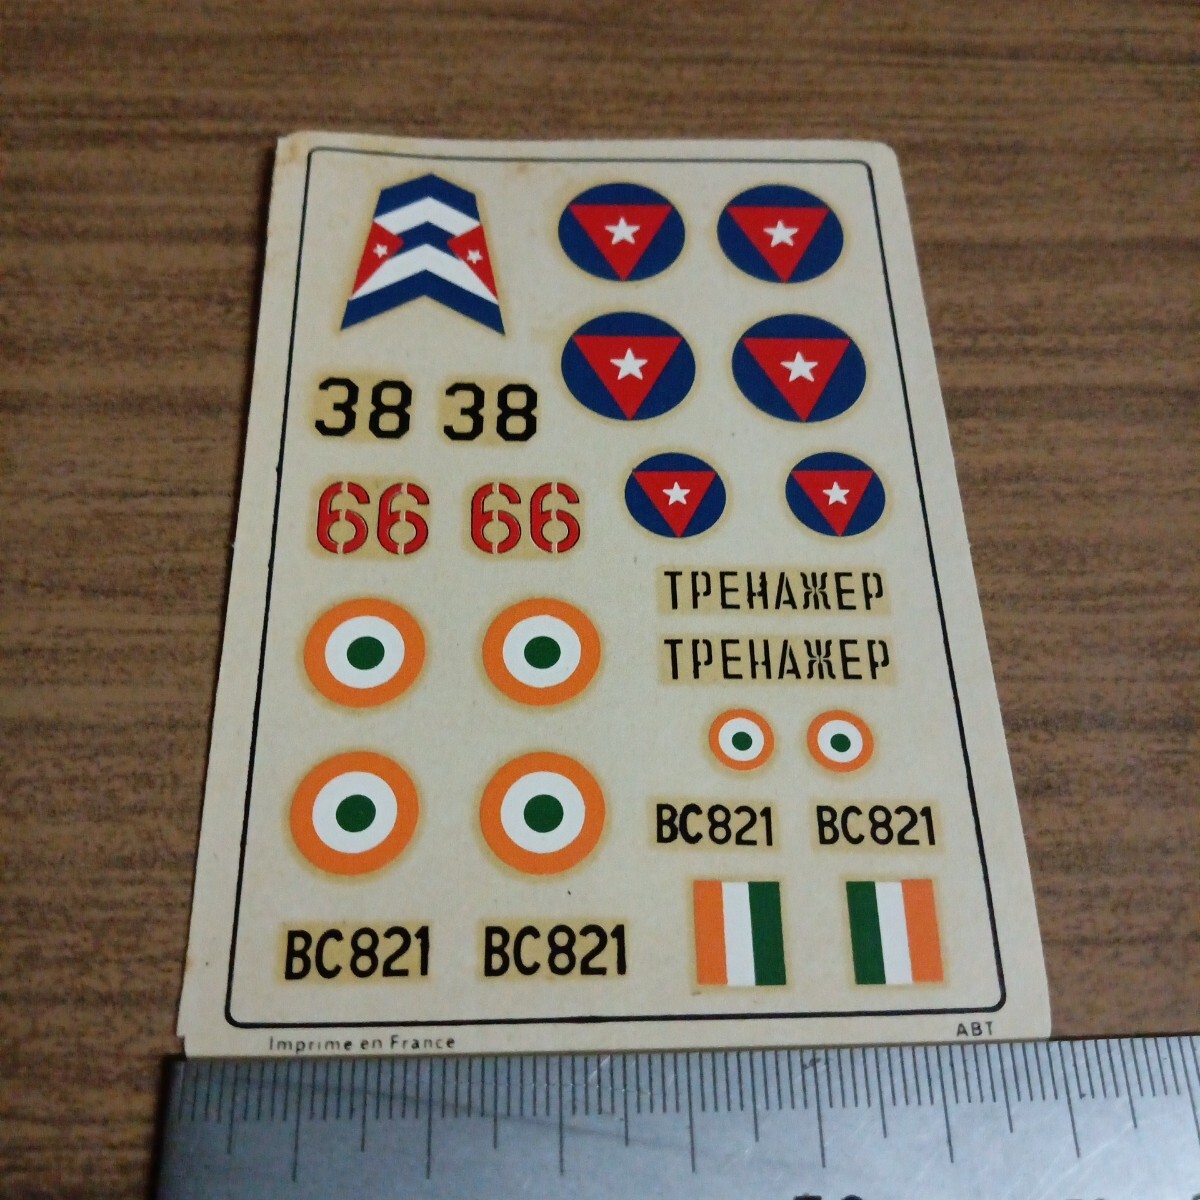 38 38
66 66
ТРЕНАЖЕР
ТРЕНАЖЕР
BC821 BC821
BC821 BC821
Imprime en France
ABT